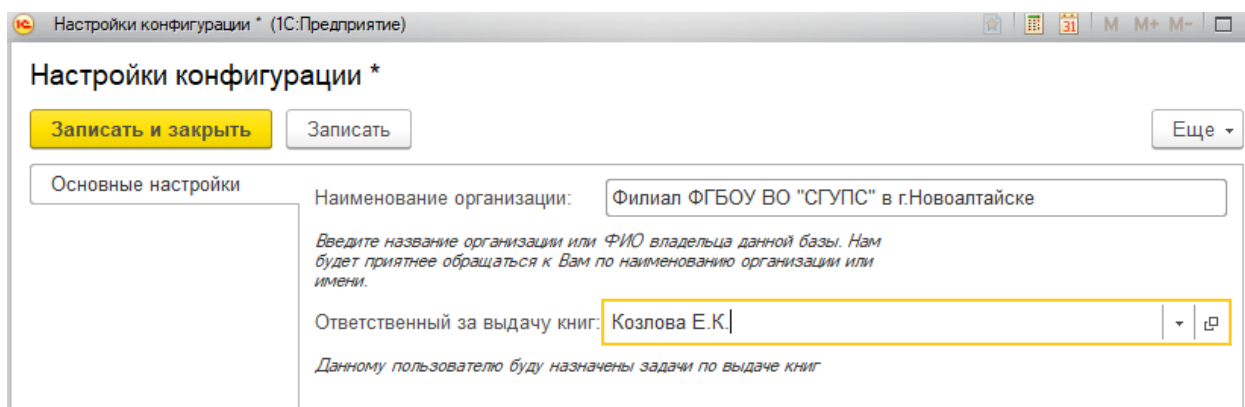 1С Настройки конфигурации * (1С:Предприятие) 31 M M+ M-
Настройки конфигурации *
Записать и закрыть Записать Еще
Основные настройки
Наименование организации: Филиал ФГБОУ ВО "СГУПС" в г.Новоалтайске
Введите название организации или ФИО владельца данной базы. Нам
будет приятнее обращаться к Вам по наименованию организации или
имени.
Ответственный за выдачу книг: Козлова Е.К.
Данному пользователю буду назначены задачи по выдаче книг